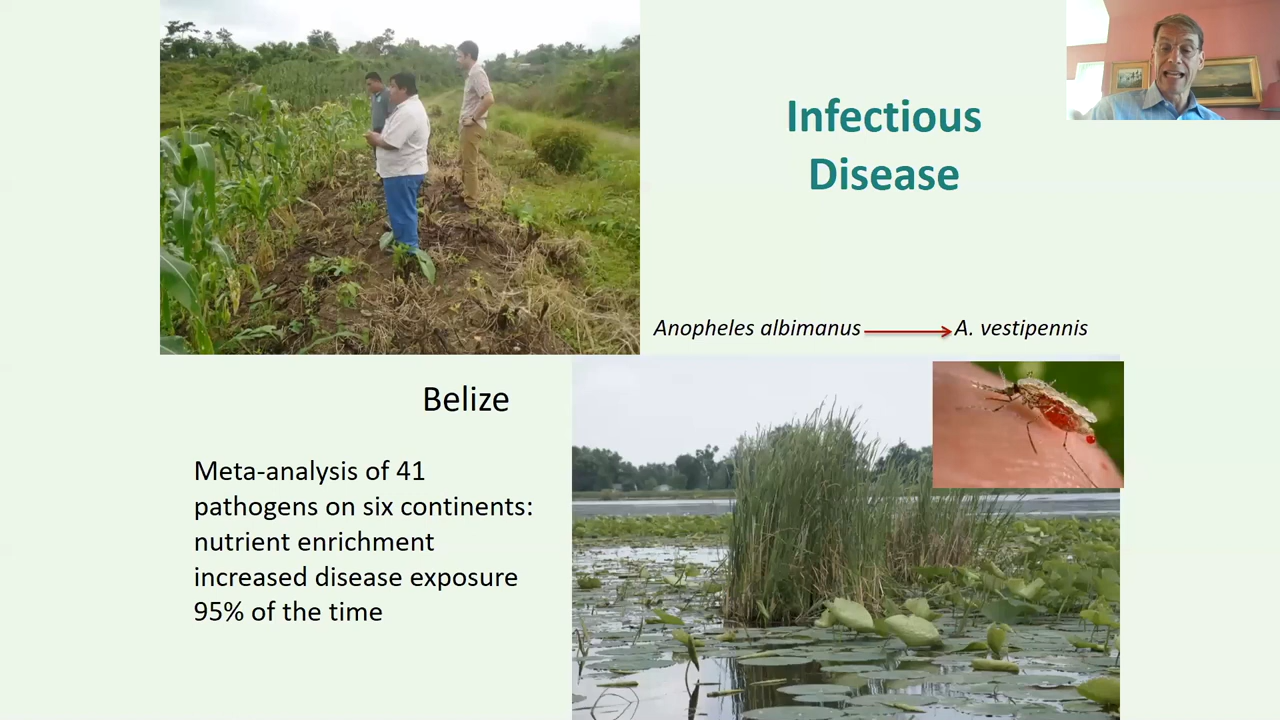 Infectious
Disease
Anopheles albimanus → A. vestipennis
Belize
Meta-analysis of 41
pathogens on six continents:
nutrient enrichment
increased disease exposure
95% of the time